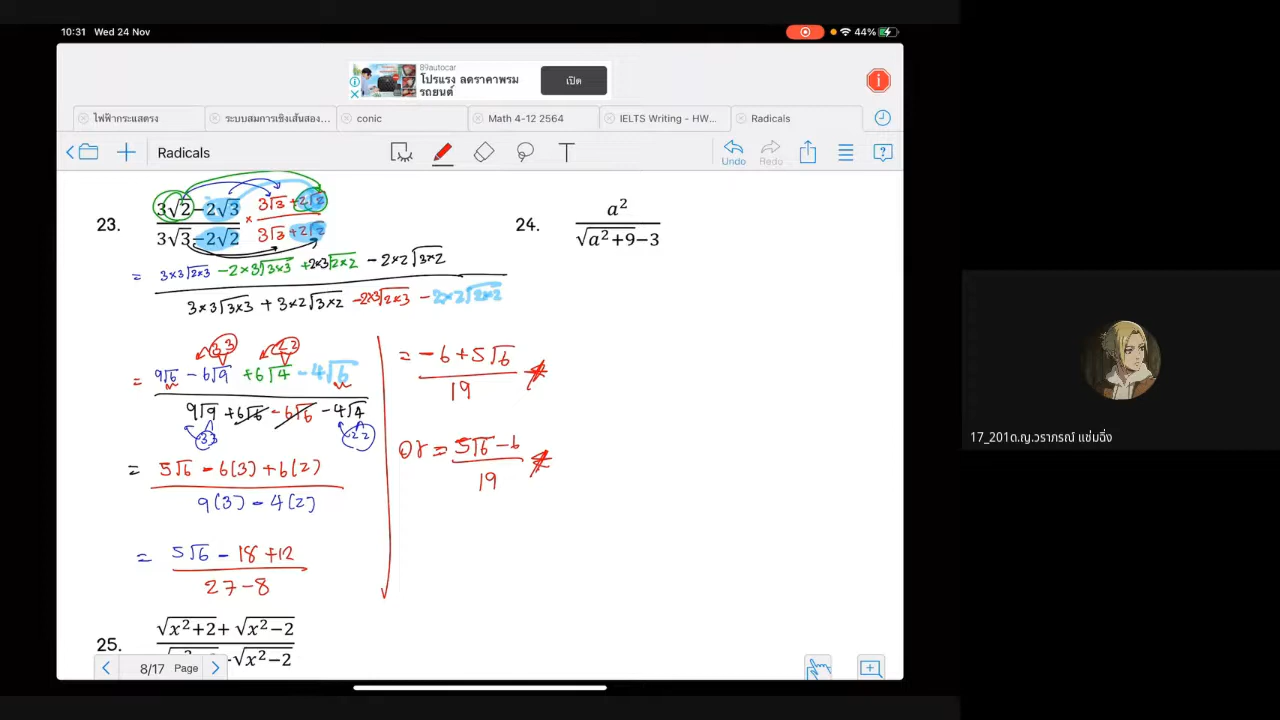 10:31 Wed 24 Nov
44%
89autocar
โปรแรง ลดราคาพรม
รถยนต์
เปิด
ไฟฟ้ากระแสตรง
ระบบสมการเชิงเส้นสอง...
conic
Math 4-12 2564
IELTS Writing - HW...
Radicals
Radicals
Undo
Redo
23. (3√2−2√3)/(3√3−2√2) × (3√3+2√2)/(3√3+2√2)
= (3×3√2×3 −2×3√3×3 +2×3√2×2 −2×2√3×2)/(3×3√3×3 + 3×2√3×2 −2×3√2×3 − 2×2√2×2)
33 22
= (9√6 −6√9 +6√4 −4√6)/(9√9 +6√6 −6√6 −4√4)
33 22
= (5√6 − 6(3) + 6(2))/(9(3) − 4(2))
= (5√6 − 18 + 12)/(27−8)
= (−6+5√6)/19
or = (5√6−6)/19
24. a²/(√a²+9−3)
25. √x²+2 + √x²−2
√x²−2
8/17 Page
17_201ด.ญ.วราภรณ์ แช่มฉิ่ง